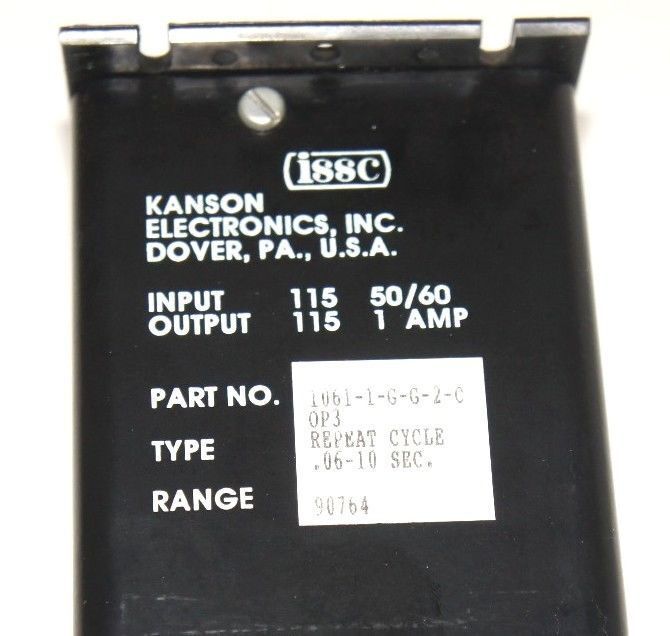 issc
KANSON
ELECTRONICS, INC.
DOVER, PA., U.S.A.
INPUT 115 50/60
OUTPUT 115 1 AMP
PART NO. 1061-1-G-G-2-C
OP3
TYPE REPEAT CYCLE
.06-10 SEC.
RANGE 90764